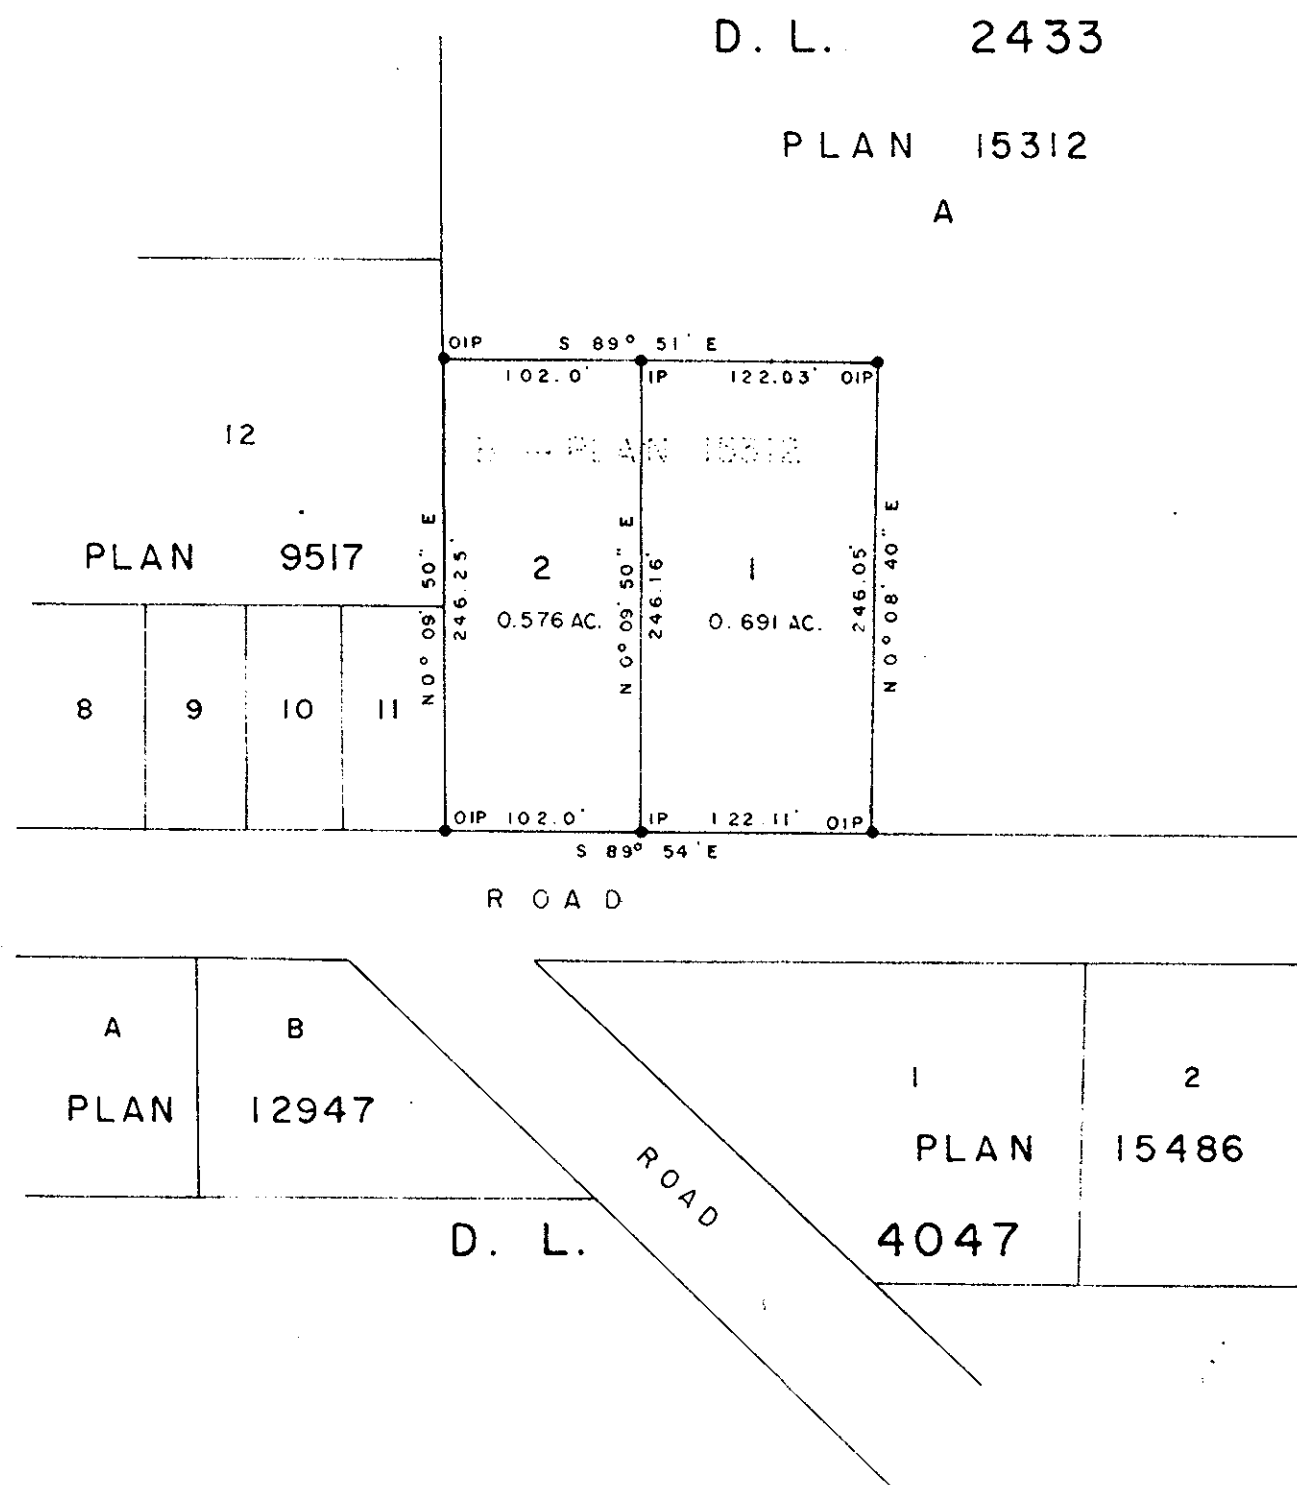 D. L. 2433
PLAN 15312
A
OIP S 89° 51' E
102.0' IP 122.03' OIP
12
PLAN 15312
PLAN 9517
N 0° 09' 50" E
246.25'
2
0.576 AC.
N 0° 09' 50" E
246.16'
1
0.691 AC.
246.05'
N 0° 08' 40" E
8 9 10 11
OIP 102.0' IP 122.11' OIP
S 89° 54' E
ROAD
A B
PLAN 12947
1 2
PLAN 15486
ROAD
D. L. 4047